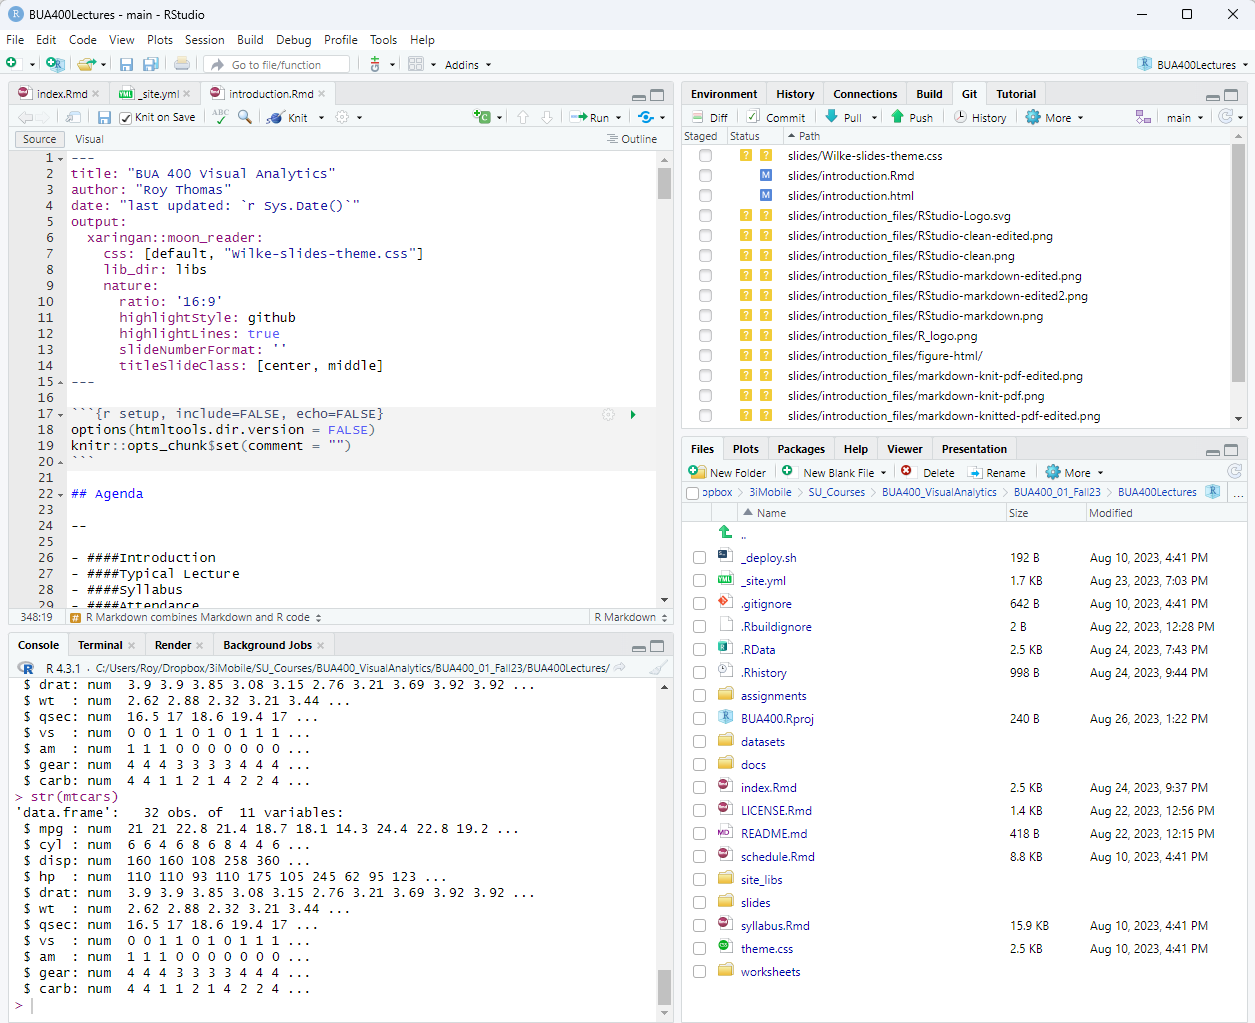 BUA400Lectures - main - RStudio
File Edit Code View Plots Session Build Debug Profile Tools Help
Go to file/function Addins BUA400Lectures
index.Rmd _site.yml introduction.Rmd
Knit on Save ABC Knit Run
Source Visual Outline
1 ---
2 title: "BUA 400 Visual Analytics"
3 author: "Roy Thomas"
4 date: "last updated: `r Sys.Date()`"
5 output:
6 xaringan::moon_reader:
7 css: [default, "Wilke-slides-theme.css"]
8 lib_dir: libs
9 nature:
10 ratio: '16:9'
11 highlightStyle: github
12 highlightLines: true
13 slideNumberFormat: ''
14 titleSlideClass: [center, middle]
15 ---
16
17 ```{r setup, include=FALSE, echo=FALSE}
18 options(htmltools.dir.version = FALSE)
19 knitr::opts_chunk$set(comment = "")
20 ```
21
22 ## Agenda
23
24 --
25
26 - ####Introduction
27 - ####Typical Lecture
28 - ####Syllabus
29 - ####Attendance
348:19 # R Markdown combines Markdown and R code R Markdown
Console Terminal Render Background Jobs
R 4.3.1 · C:/Users/Roy/Dropbox/3iMobile/SU_Courses/BUA400_VisualAnalytics/BUA400_01_Fall23/BUA400Lectures/
$ drat: num 3.9 3.9 3.85 3.08 3.15 2.76 3.21 3.69 3.92 3.92 ...
$ wt : num 2.62 2.88 2.32 3.21 3.44 ...
$ qsec: num 16.5 17 18.6 19.4 17 ...
$ vs : num 0 0 1 1 0 1 0 1 1 1 ...
$ am : num 1 1 1 0 0 0 0 0 0 0 ...
$ gear: num 4 4 4 3 3 3 3 4 4 4 ...
$ carb: num 4 4 1 1 2 1 4 2 2 4 ...
> str(mtcars)
'data.frame': 32 obs. of 11 variables:
$ mpg : num 21 21 22.8 21.4 18.7 18.1 14.3 24.4 22.8 19.2 ...
$ cyl : num 6 6 4 6 8 6 8 4 4 6 ...
$ disp: num 160 160 108 258 360 ...
$ hp : num 110 110 93 110 175 105 245 62 95 123 ...
$ drat: num 3.9 3.9 3.85 3.08 3.15 2.76 3.21 3.69 3.92 3.92 ...
$ wt : num 2.62 2.88 2.32 3.21 3.44 ...
$ qsec: num 16.5 17 18.6 19.4 17 ...
$ vs : num 0 0 1 1 0 1 0 1 1 1 ...
$ am : num 1 1 1 0 0 0 0 0 0 0 ...
$ gear: num 4 4 4 3 3 3 3 4 4 4 ...
$ carb: num 4 4 1 1 2 1 4 2 2 4 ...
>
Environment History Connections Build Git Tutorial
Diff Commit Pull Push History More main
Staged Status Path
? ? slides/Wilke-slides-theme.css
M slides/introduction.Rmd
M slides/introduction.html
? ? slides/introduction_files/RStudio-Logo.svg
? ? slides/introduction_files/RStudio-clean-edited.png
? ? slides/introduction_files/RStudio-clean.png
? ? slides/introduction_files/RStudio-markdown-edited.png
? ? slides/introduction_files/RStudio-markdown-edited2.png
? ? slides/introduction_files/RStudio-markdown.png
? ? slides/introduction_files/R_logo.png
? ? slides/introduction_files/figure-html/
? ? slides/introduction_files/markdown-knit-pdf-edited.png
? ? slides/introduction_files/markdown-knit-pdf.png
? ? slides/introduction_files/markdown-knitted-pdf-edited.png
Files Plots Packages Help Viewer Presentation
New Folder New Blank File Delete Rename More
opbox > 3iMobile > SU_Courses > BUA400_VisualAnalytics > BUA400_01_Fall23 > BUA400Lectures ...
Name Size Modified
..
_deploy.sh 192 B Aug 10, 2023, 4:41 PM
_site.yml 1.7 KB Aug 23, 2023, 7:03 PM
.gitignore 642 B Aug 10, 2023, 4:41 PM
.Rbuildignore 2 B Aug 22, 2023, 12:28 PM
.RData 2.5 KB Aug 24, 2023, 7:43 PM
.Rhistory 998 B Aug 24, 2023, 9:44 PM
assignments
BUA400.Rproj 240 B Aug 26, 2023, 1:22 PM
datasets
docs
index.Rmd 2.5 KB Aug 24, 2023, 9:37 PM
LICENSE.Rmd 1.4 KB Aug 22, 2023, 12:56 PM
README.md 418 B Aug 22, 2023, 12:15 PM
schedule.Rmd 8.8 KB Aug 10, 2023, 4:41 PM
site_libs
slides
syllabus.Rmd 15.9 KB Aug 10, 2023, 4:41 PM
theme.css 2.5 KB Aug 10, 2023, 4:41 PM
worksheets